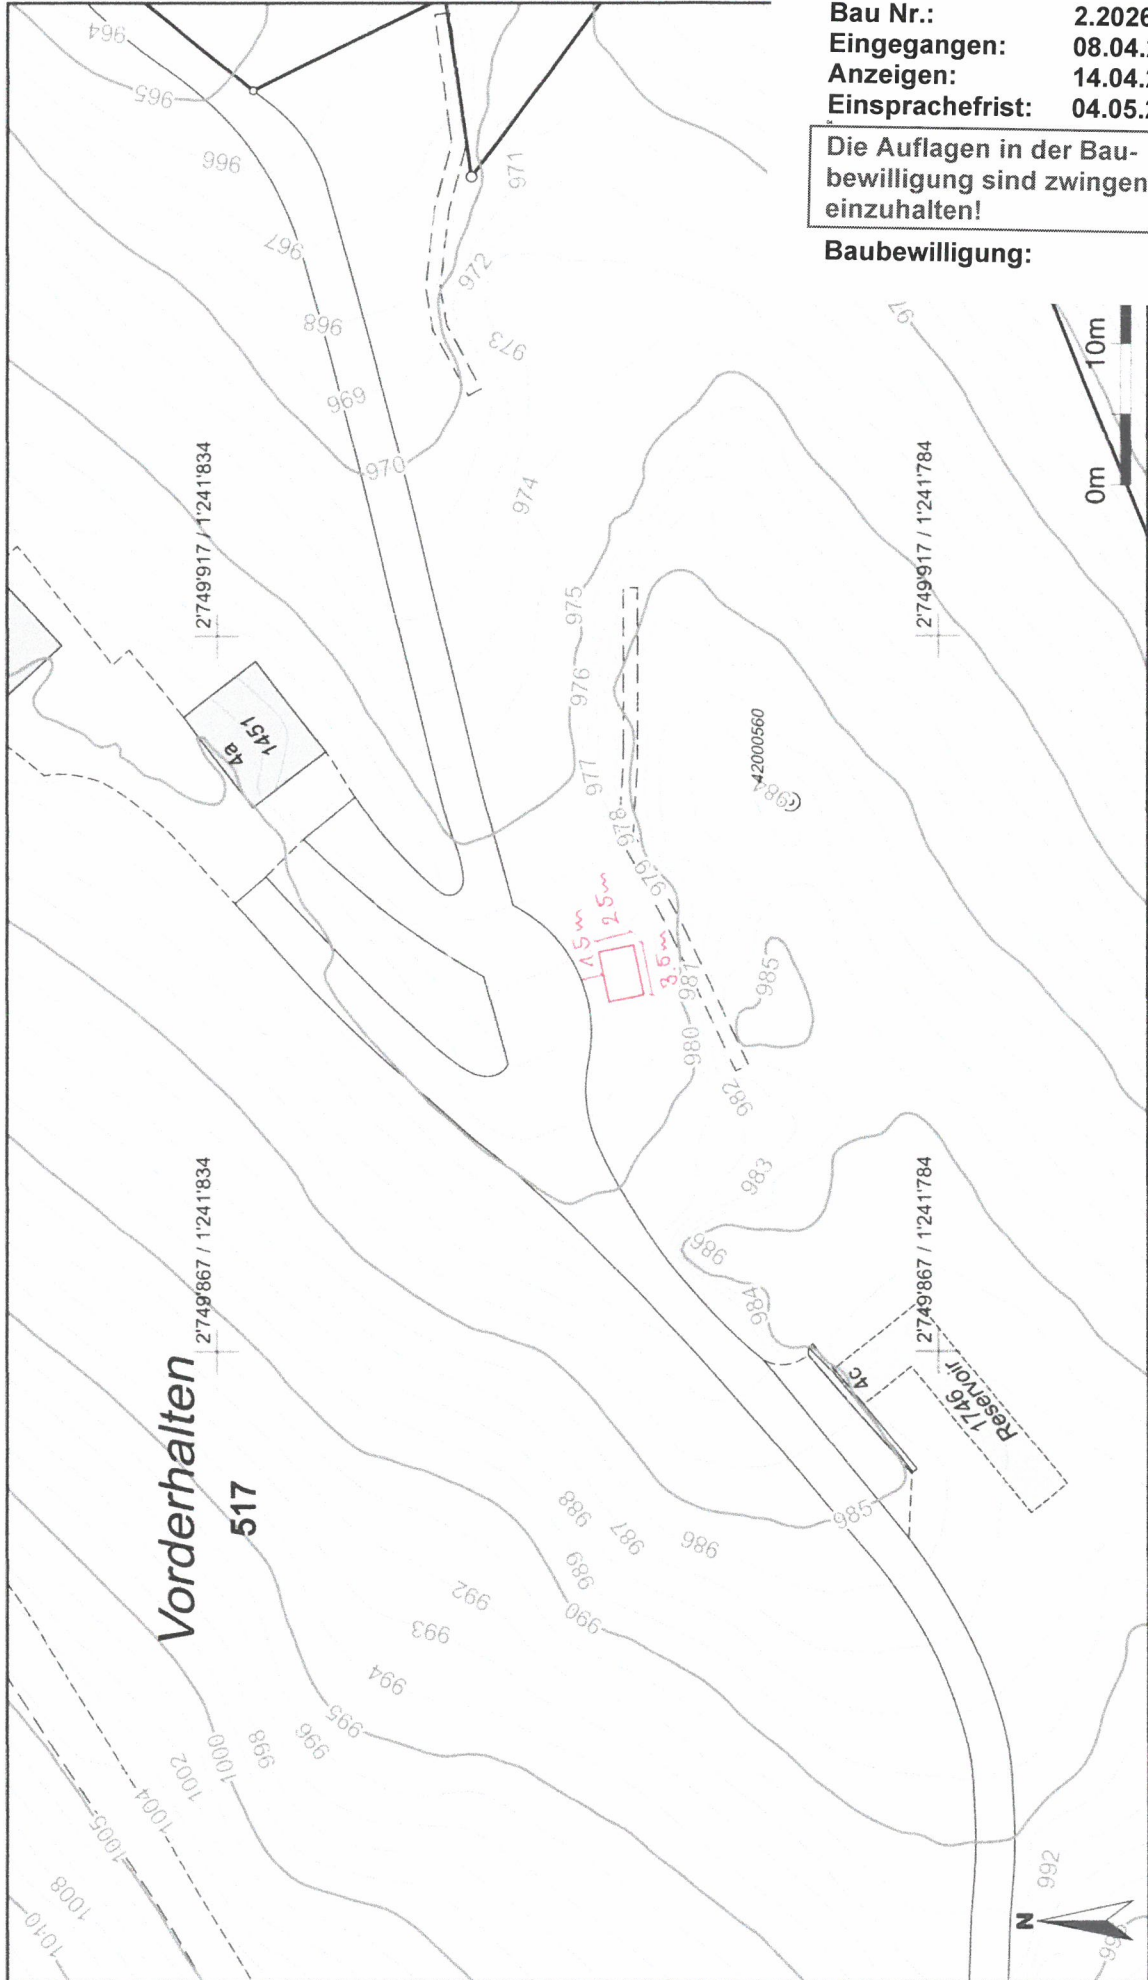 Bau Nr.: 2.2026
Eingegangen: 08.04.
Anzeigen: 14.04.
Einsprachefrist: 04.05.
Die Auflagen in der Bau-
bewilligung sind zwingen
einzuhalten!
Baubewilligung:
964
965
966
967
968
969
970
971
972
973
974
975
976
977
978
979
980
981
982
983
984
985
986
984
985
97
10m
0m
2'749'917 / 1'241'834
2'749'917 / 1'241'784
2'749'867 / 1'241'834
2'749'867 / 1'241'784
4a
1451
42000560
984
1.5m
2.5m
3.5m
4c
1746
Reservoir
Vorderhalten
517
986
987
988
989
990
992
993
994
995
996
998
1000
1002
1004
1005
1008
1010
992
N